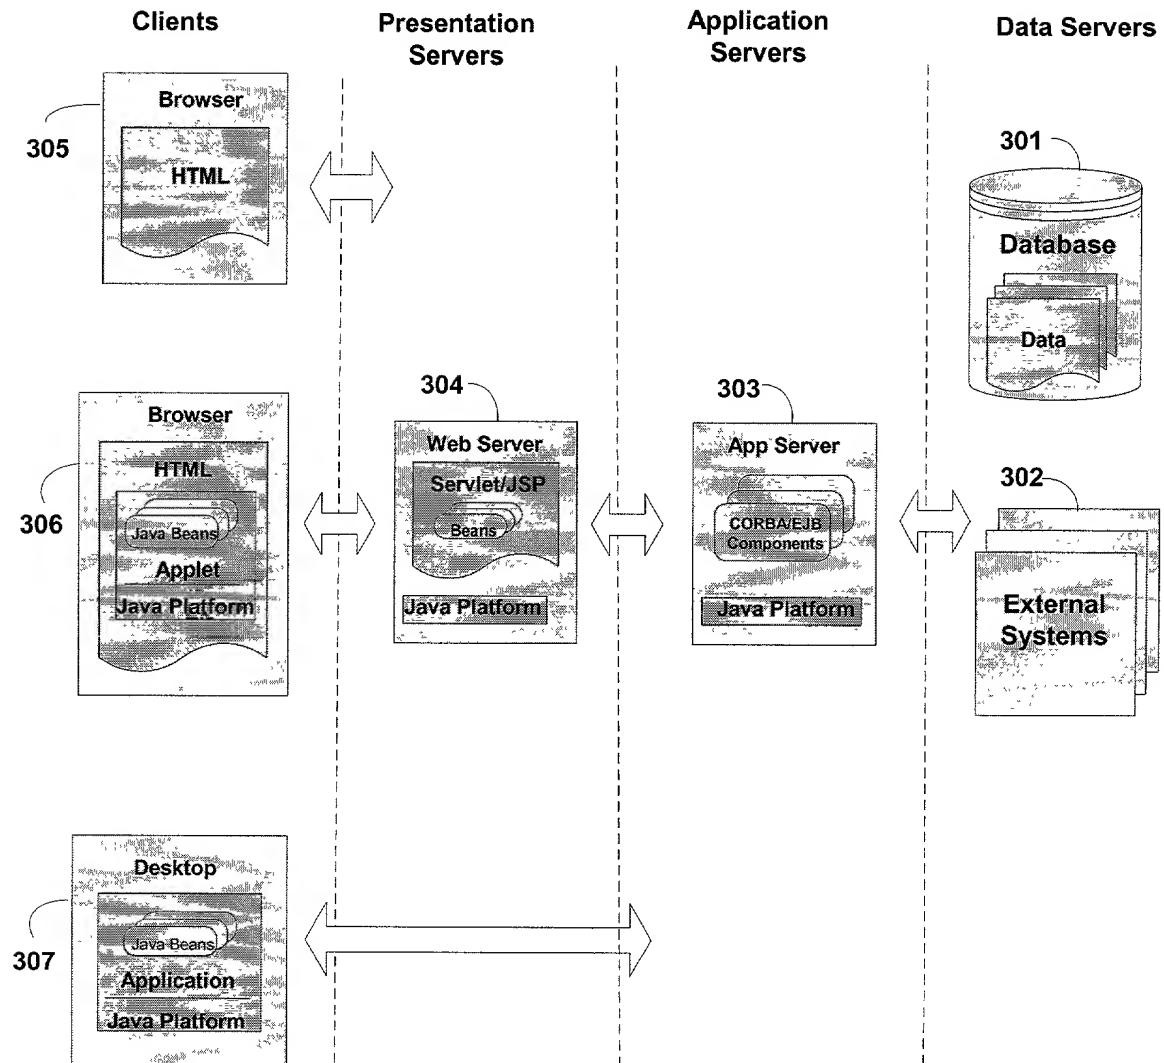 Clients
Presentation
Servers
Application
Servers
Data Servers
Browser
305
HTML
301
Database
Data
304
303
Browser
HTML
306
Java Beans
Applet
Java Platform
Web Server
Servlet/JSP
Beans
Java Platform
App Server
CORBA/EJB
Components
Java Platform
302
External
Systems
Desktop
307
Java Beans
Application
Java Platform